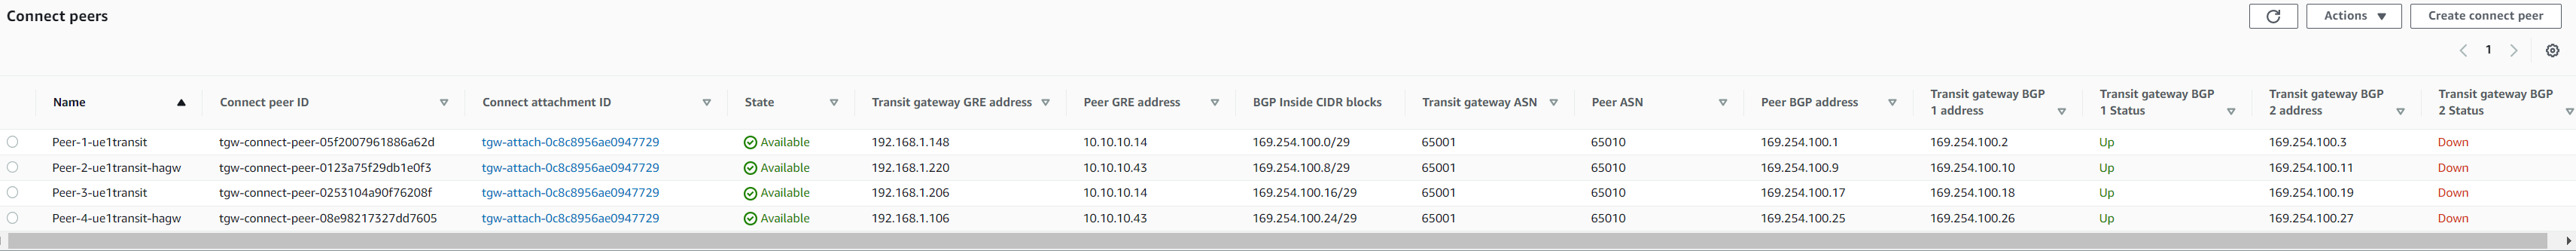 Connect peers
Actions
Create connect peer
1
Name Connect peer ID Connect attachment ID State Transit gateway GRE address Peer GRE address BGP Inside CIDR blocks Transit gateway ASN Peer ASN Peer BGP address Transit gateway BGP 1 address Transit gateway BGP 1 Status Transit gateway BGP 2 address Transit gateway BGP 2 Status
Peer-1-ue1transit tgw-connect-peer-05f2007961886a62d tgw-attach-0c8c8956ae0947729 Available 192.168.1.148 10.10.10.14 169.254.100.0/29 65001 65010 169.254.100.1 169.254.100.2 Up 169.254.100.3 Down
Peer-2-ue1transit-hagw tgw-connect-peer-0123a75f29db1e0f3 tgw-attach-0c8c8956ae0947729 Available 192.168.1.220 10.10.10.43 169.254.100.8/29 65001 65010 169.254.100.9 169.254.100.10 Up 169.254.100.11 Down
Peer-3-ue1transit tgw-connect-peer-0253104a90f76208f tgw-attach-0c8c8956ae0947729 Available 192.168.1.206 10.10.10.14 169.254.100.16/29 65001 65010 169.254.100.17 169.254.100.18 Up 169.254.100.19 Down
Peer-4-ue1transit-hagw tgw-connect-peer-08e98217327dd7605 tgw-attach-0c8c8956ae0947729 Available 192.168.1.106 10.10.10.43 169.254.100.24/29 65001 65010 169.254.100.25 169.254.100.26 Up 169.254.100.27 Down